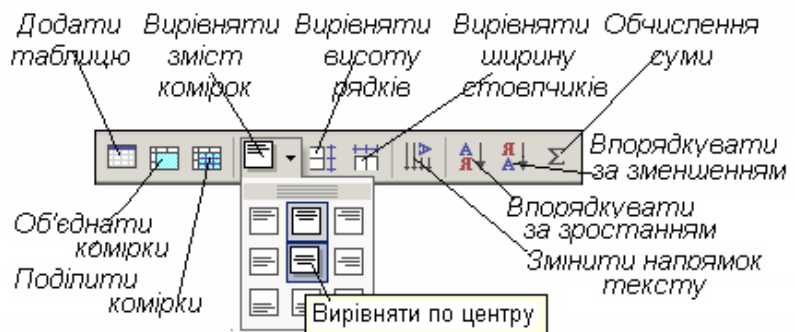 Додати
таблицю
Вирівняти
зміст
комірок
Вирівняти
висоту
рядків
Вирівняти
ширину
стовпчиків
Обчислення
суми
А
Я
Я
А
Σ
Впорядкувати
за зменшенням
Впорядкувати
за зростанням
Змінити напрямок
тексту
Об'єднати
комірки
Поділити
комірки
Вирівняти по центру